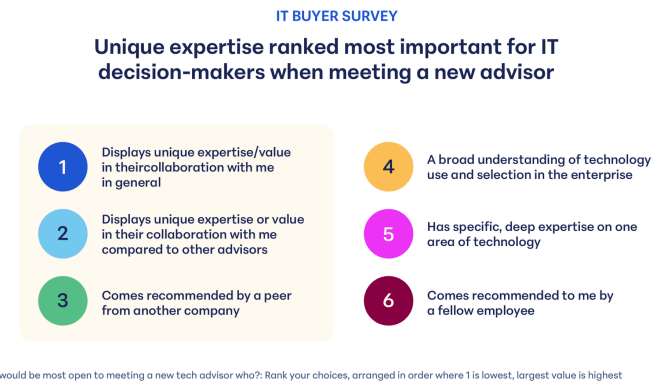 IT BUYER SURVEY
Unique expertise ranked most important for IT
decision-makers when meeting a new advisor
1
Displays unique expertise/value
in theircollaboration with me
in general
2
Displays unique expertise or value
in their collaboration with me
compared to other advisors
3
Comes recommended by a peer
from another company
4
A broad understanding of technology
use and selection in the enterprise
5
Has specific, deep expertise on one
area of technology
6
Comes recommended to me by
a fellow employee
would be most open to meeting a new tech advisor who?: Rank your choices, arranged in order where 1 is lowest, largest value is highest